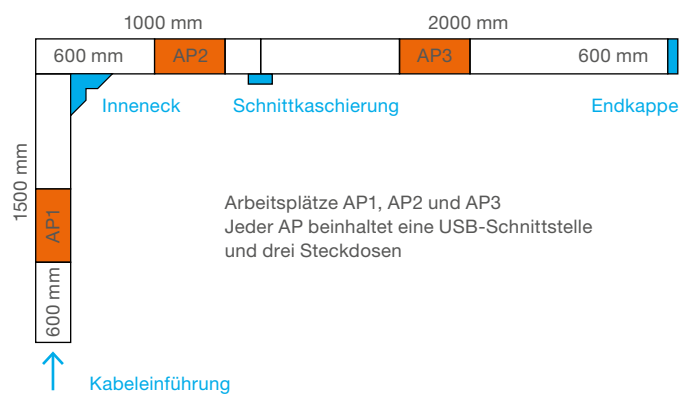 1000 mm
2000 mm
600 mm
AP2
AP3
600 mm
Inneneck
Schnittkaschierung
Endkappe
1500 mm
AP1
600 mm
Arbeitsplätze AP1, AP2 und AP3
Jeder AP beinhaltet eine USB-Schnittstelle
und drei Steckdosen
Kabeleinführung